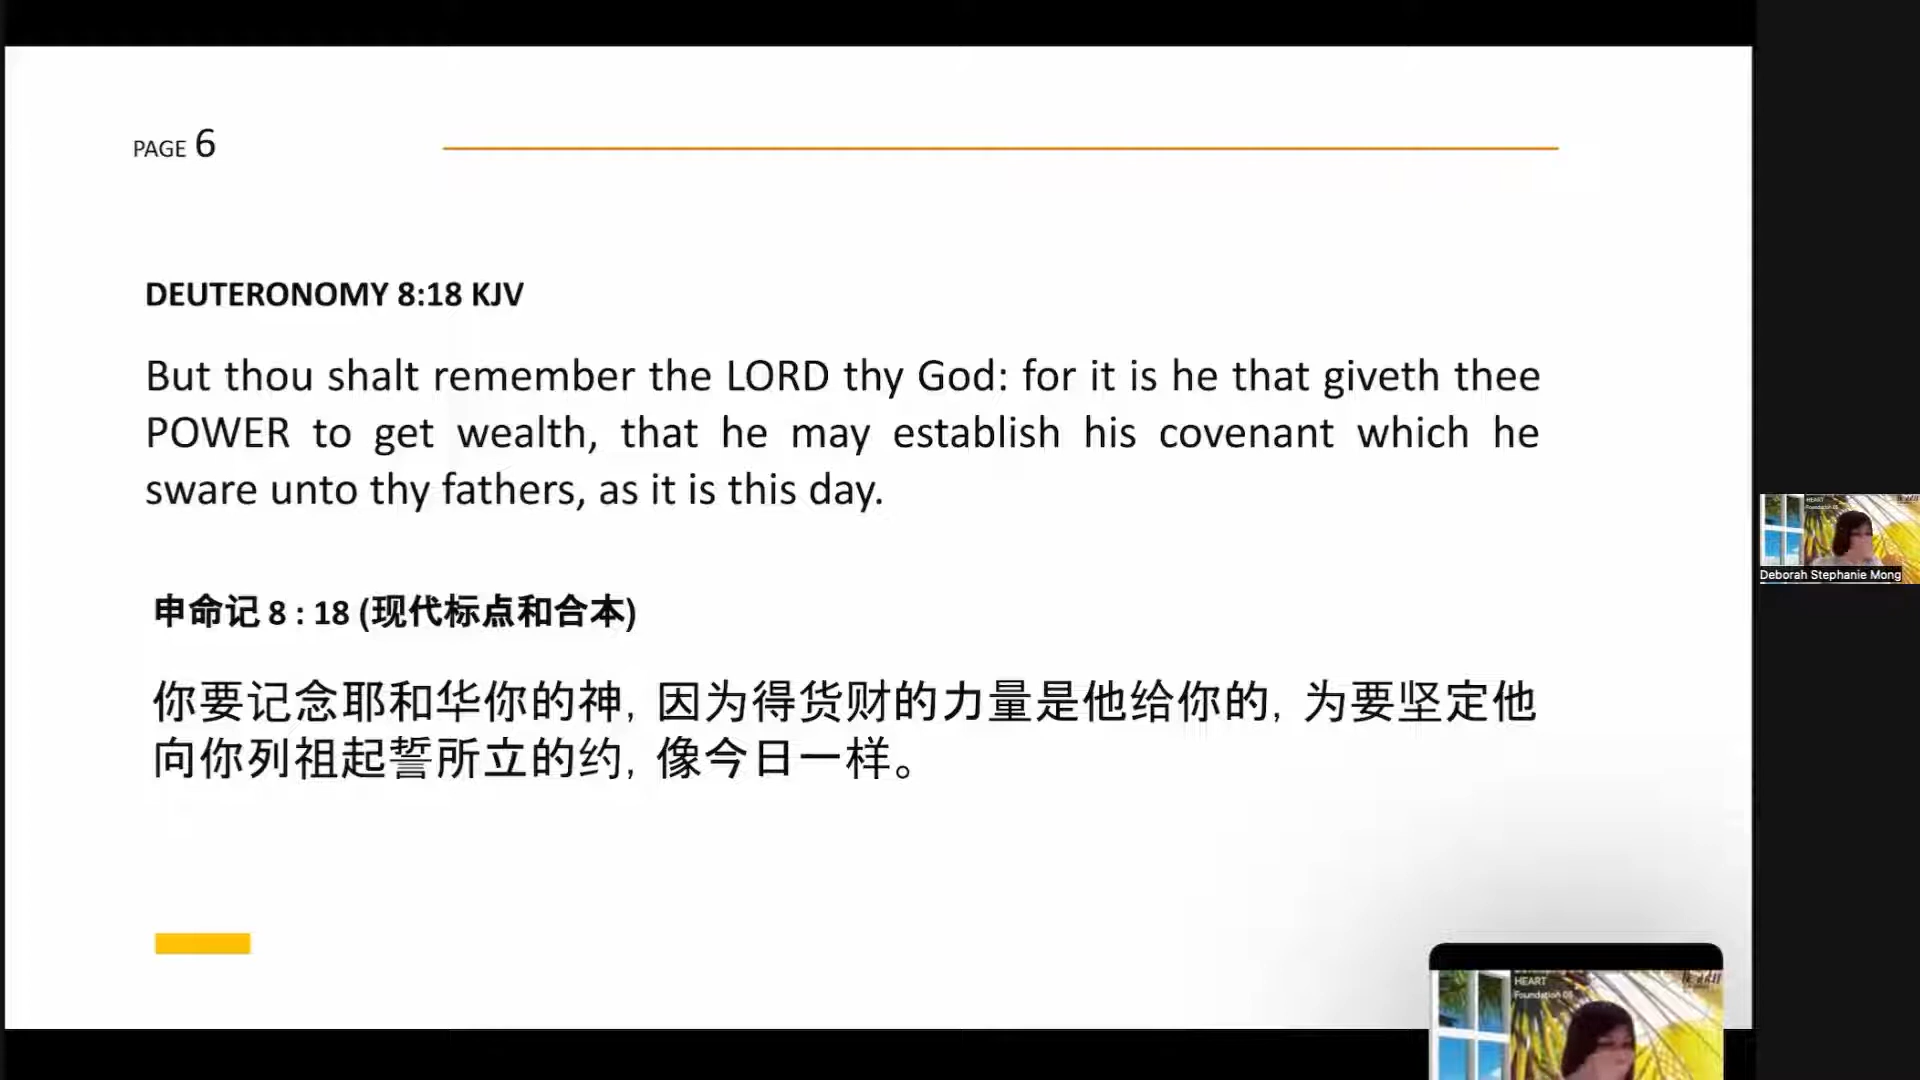 PAGE 6
DEUTERONOMY 8:18 KJV
But thou shalt remember the LORD thy God: for it is he that giveth thee
POWER to get wealth, that he may establish his covenant which he
sware unto thy fathers, as it is this day.
申命记 8 : 18 (现代标点和合本)
你要记念耶和华你的神, 因为得货财的力量是他给你的, 为要坚定他
向你列祖起誓所立的约, 像今日一样。
HEART
Deborah Stephanie Mong
HEART
Foundation